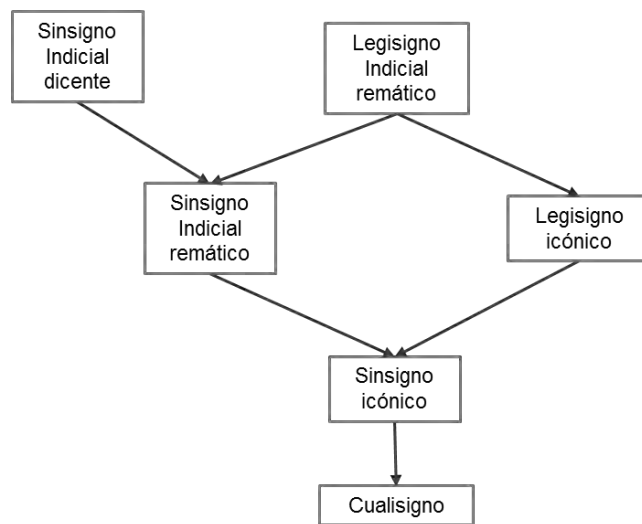 Sinsigno
Indicial
dicente
Legisigno
Indicial
remático
Sinsigno
Indicial
remático
Legisigno
icónico
Sinsigno
icónico
Cualisigno